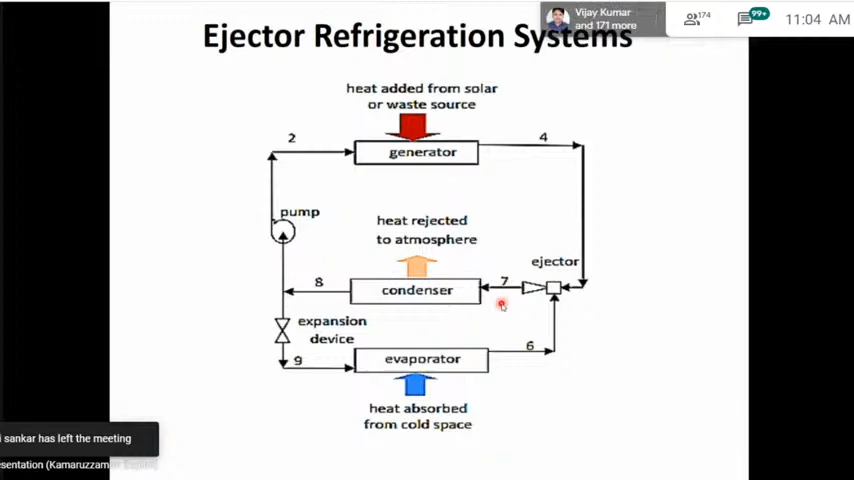 Vijay Kumar
and 171 more
174
99+
11:04 AM
Ejector Refrigeration Systems
heat added from solar
or waste source
2
generator
4
pump
heat rejected
to atmosphere
ejector
8
condenser
7
expansion
device
9
evaporator
6
heat absorbed
from cold space
sankar has left the meeting
esentation (Kamaruzzaman